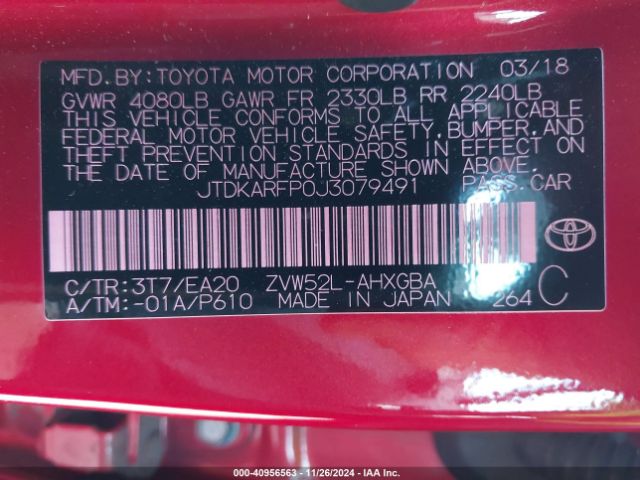 MFD. BY: TOYOTA MOTOR CORPORATION 03/18
GVWR 4080LB GAWR FR 2330LB RR 2240LB
THIS VEHICLE CONFORMS TO ALL APPLICABLE
FEDERAL MOTOR VEHICLE SAFETY, BUMPER, AND
THEFT PREVENTION STANDARDS IN EFFECT ON
THE DATE OF MANUFACTURE SHOWN ABOVE.
JTDKARFP0J3079491 PASS. CAR
C/TR: 3T7/EA20 ZVW52L-AHXGBA
A/TM: -01A/P610 MADE IN JAPAN 264 C
TOYOTA
000-40956563 - 11/26/2024 - IAA Inc.